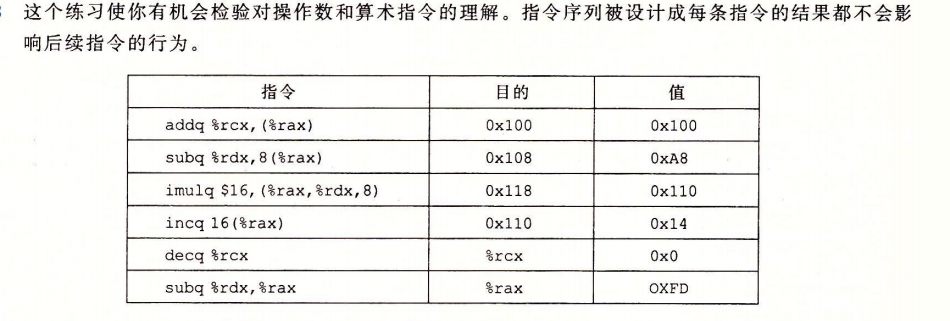 这个练习使你有机会检验对操作数和算术指令的理解。指令序列被设计成每条指令的结果都不会影
响后续指令的行为。
指令 目的 值
addq %rcx, (%rax) 0x100 0x100
subq %rdx,8(%rax) 0x108 0xA8
imulq $16, (%rax,%rdx,8) 0x118 0x110
incq 16(%rax) 0x110 0x14
decq %rcx %rcx 0x0
subq %rdx,%rax %rax 0XFD